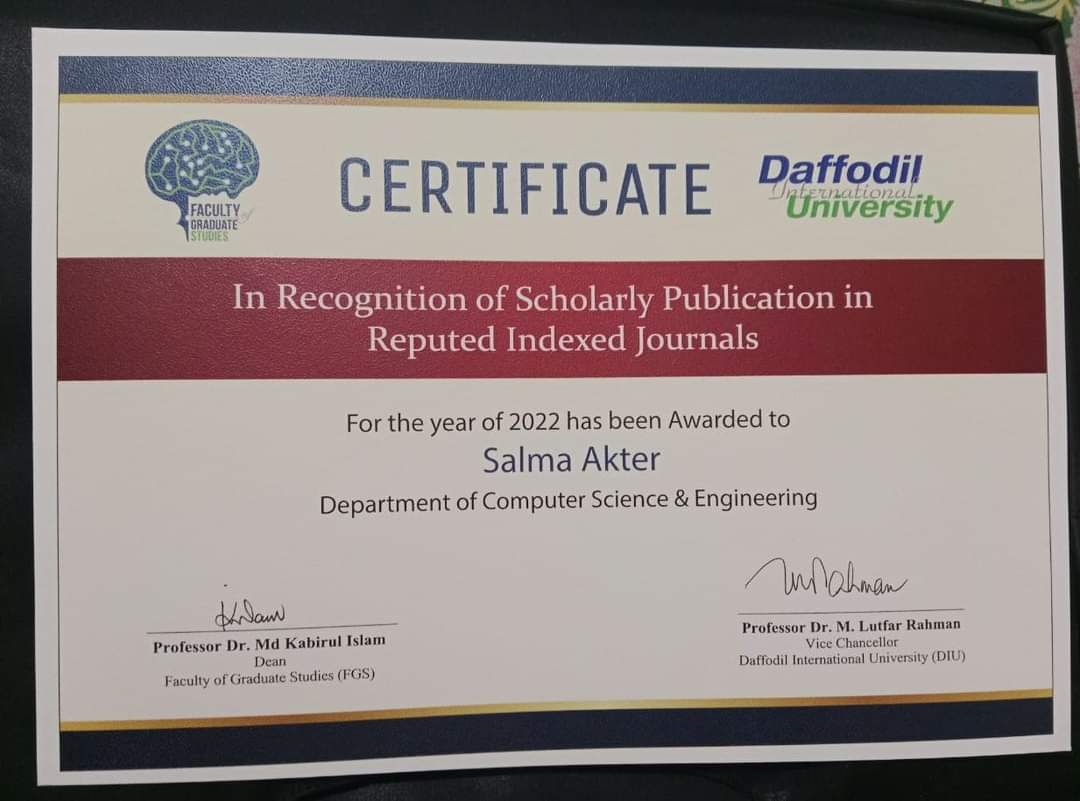 FACULTY of
GRADUATE
STUDIES
CERTIFICATE
Daffodil
International
University
In Recognition of Scholarly Publication in
Reputed Indexed Journals
For the year of 2022 has been Awarded to
Salma Akter
Department of Computer Science & Engineering
Professor Dr. Md Kabirul Islam
Dean
Faculty of Graduate Studies (FGS)
MRahman
Professor Dr. M. Lutfar Rahman
Vice Chancellor
Daffodil International University (DIU)